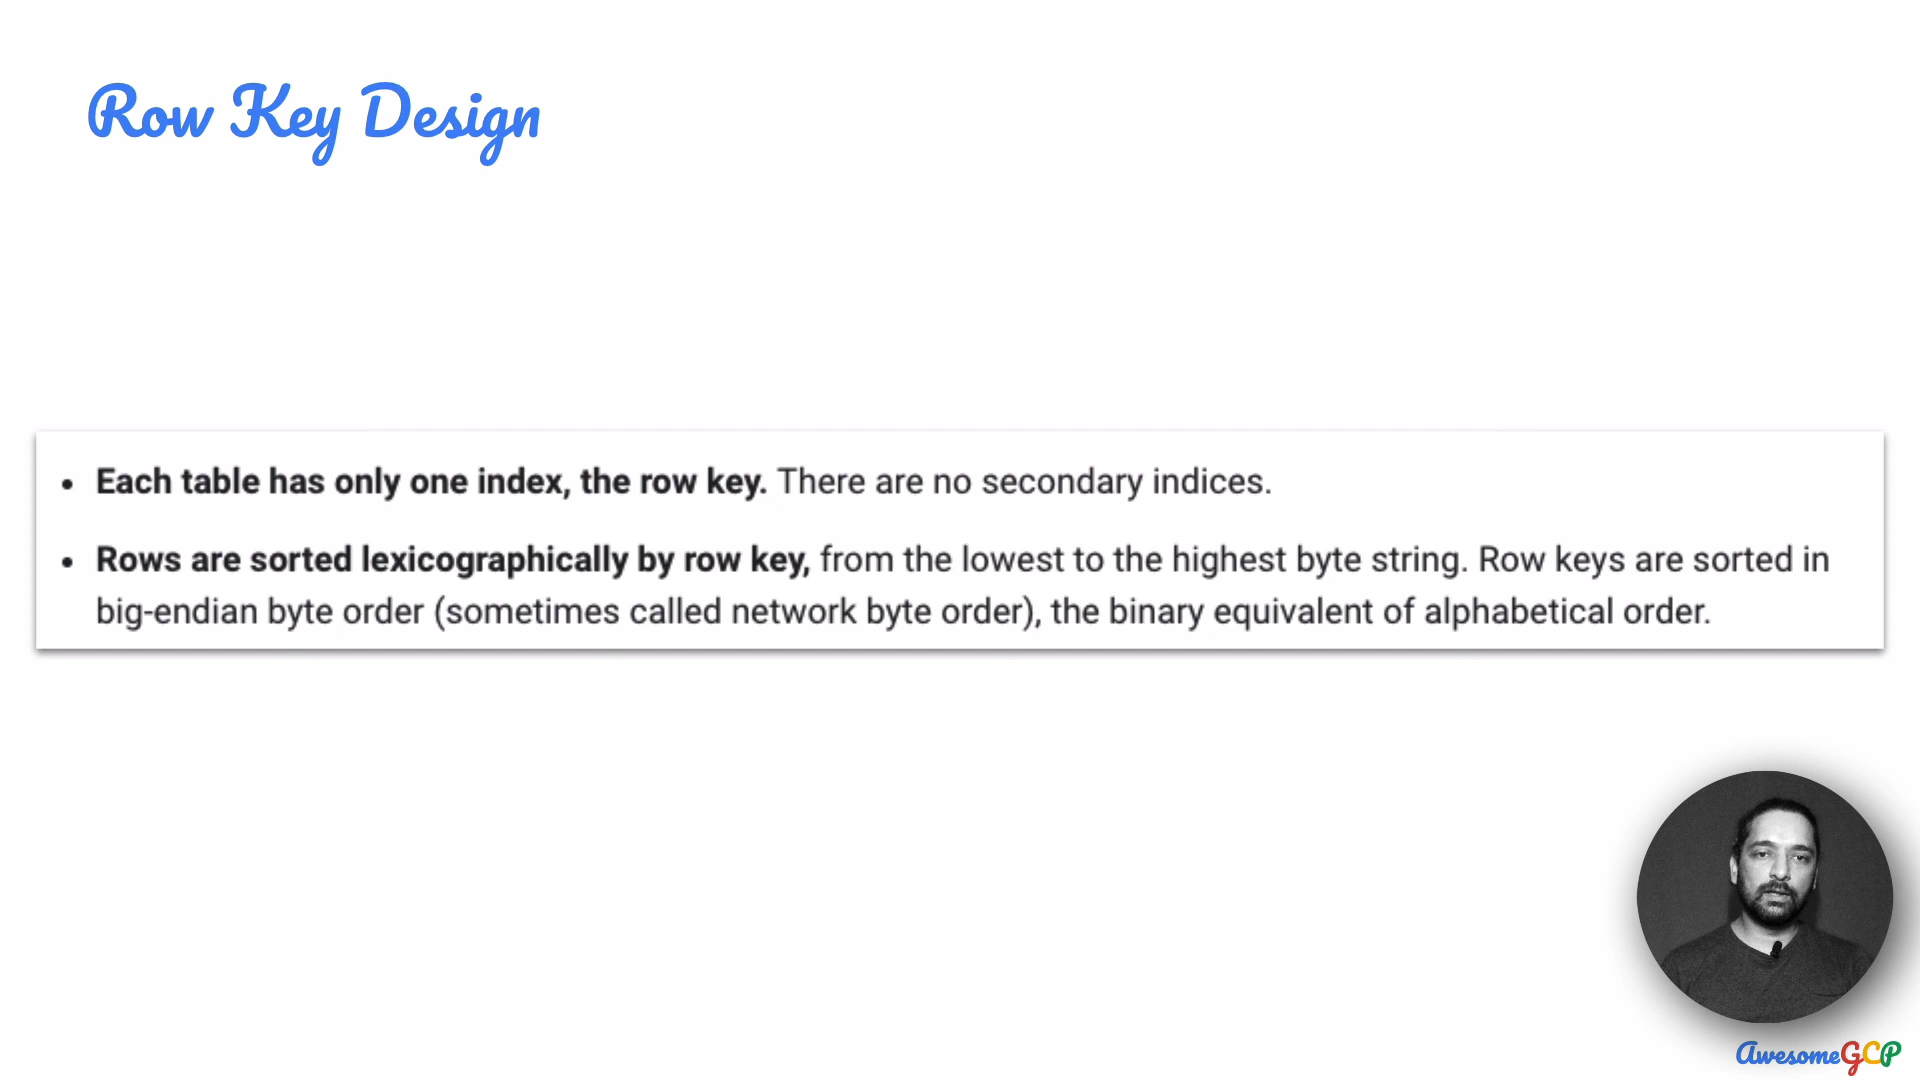 Row Key Design
• Each table has only one index, the row key. There are no secondary indices.
• Rows are sorted lexicographically by row key, from the lowest to the highest byte string. Row keys are sorted in
big-endian byte order (sometimes called network byte order), the binary equivalent of alphabetical order.
AwesomeGCP